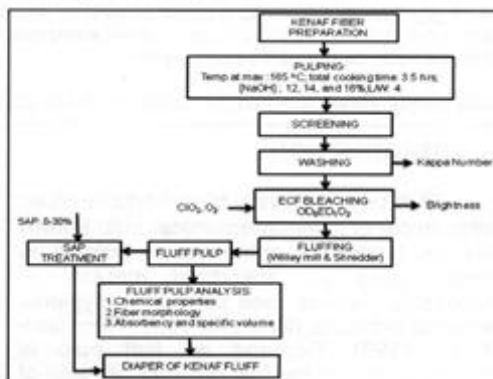 KENAF FIBER
PREPARATION
PULPING:
Temp at max : 165 °C, total cooking time: 3.5 hrs,
[NaOH] : 12, 14, and 16%, L/W: 4
SCREENING
WASHING
Kappa Number
ClO₂, O₂
ECF BLEACHING
Brightness
SAP: 0-30%
SAP
TREATMENT
FLUFF PULP
FLUFFING
(Willey mill & Shredder)
FLUFF PULP ANALYSIS:
1.Chemical properties
2.Fiber morphology
3.Absorbency and specific volume
DIAPER OF KENAF FLUFF